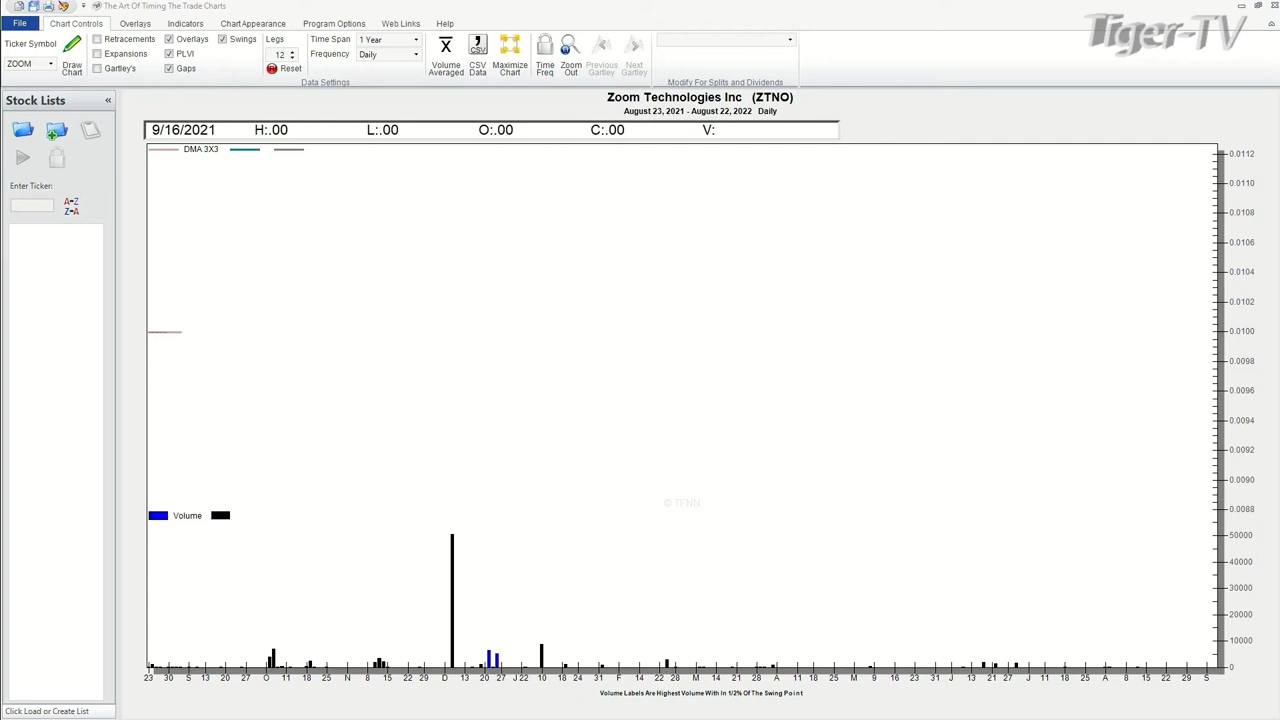 The Art Of Timing The Trade Charts
File Chart Controls Overlays Indicators Chart Appearance Program Options Web Links Help
Tiger-TV
Ticker Symbol
ZOOM
Draw Chart
Retracements
Expansions
Gartley's
Overlays
PLVI
Gaps
Swings
Legs
12
Reset
Time Span 1 Year
Frequency Daily
Data Settings
Volume Averaged
CSV Data
Maximize Chart
Time Freq
Zoom Out
Previous Gartley
Next Gartley
Modify For Splits and Dividends
Stock Lists «
Enter Ticker:
A-Z
Z-A
Click Load or Create List
Zoom Technologies Inc (ZTNO)
August 23, 2021 - August 22, 2022 Daily
9/16/2021 H:.00 L:.00 O:.00 C:.00 V:
DMA 3X3
0.0112
0.0110
0.0108
0.0106
0.0104
0.0102
0.0100
0.0098
0.0096
0.0094
0.0092
0.0090
0.0088
© TFNN
Volume
50000
40000
30000
20000
10000
0
23 30 S 13 20 27 O 11 18 25 N 8 15 22 29 D 13 20 27 J 10 18 24 F 14 22 28 M 14 21 28 A 11 18 25 M 9 16 23 31 J 13 21 27 J 11 18 25 A 8 15 22 29 S
Volume Labels Are Highest Volume With In 1/2% Of The Swing Point